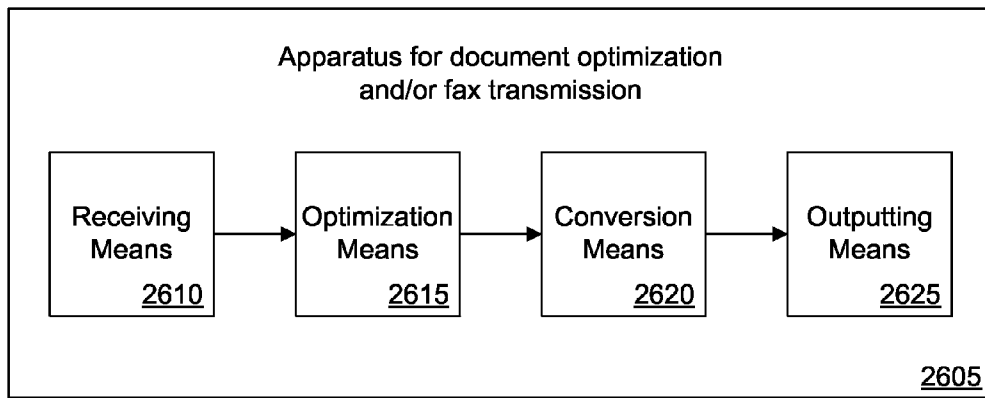 Apparatus for document optimization
and/or fax transmission
Receiving
Means
2610
Optimization
Means
2615
Conversion
Means
2620
Outputting
Means
2625
2605